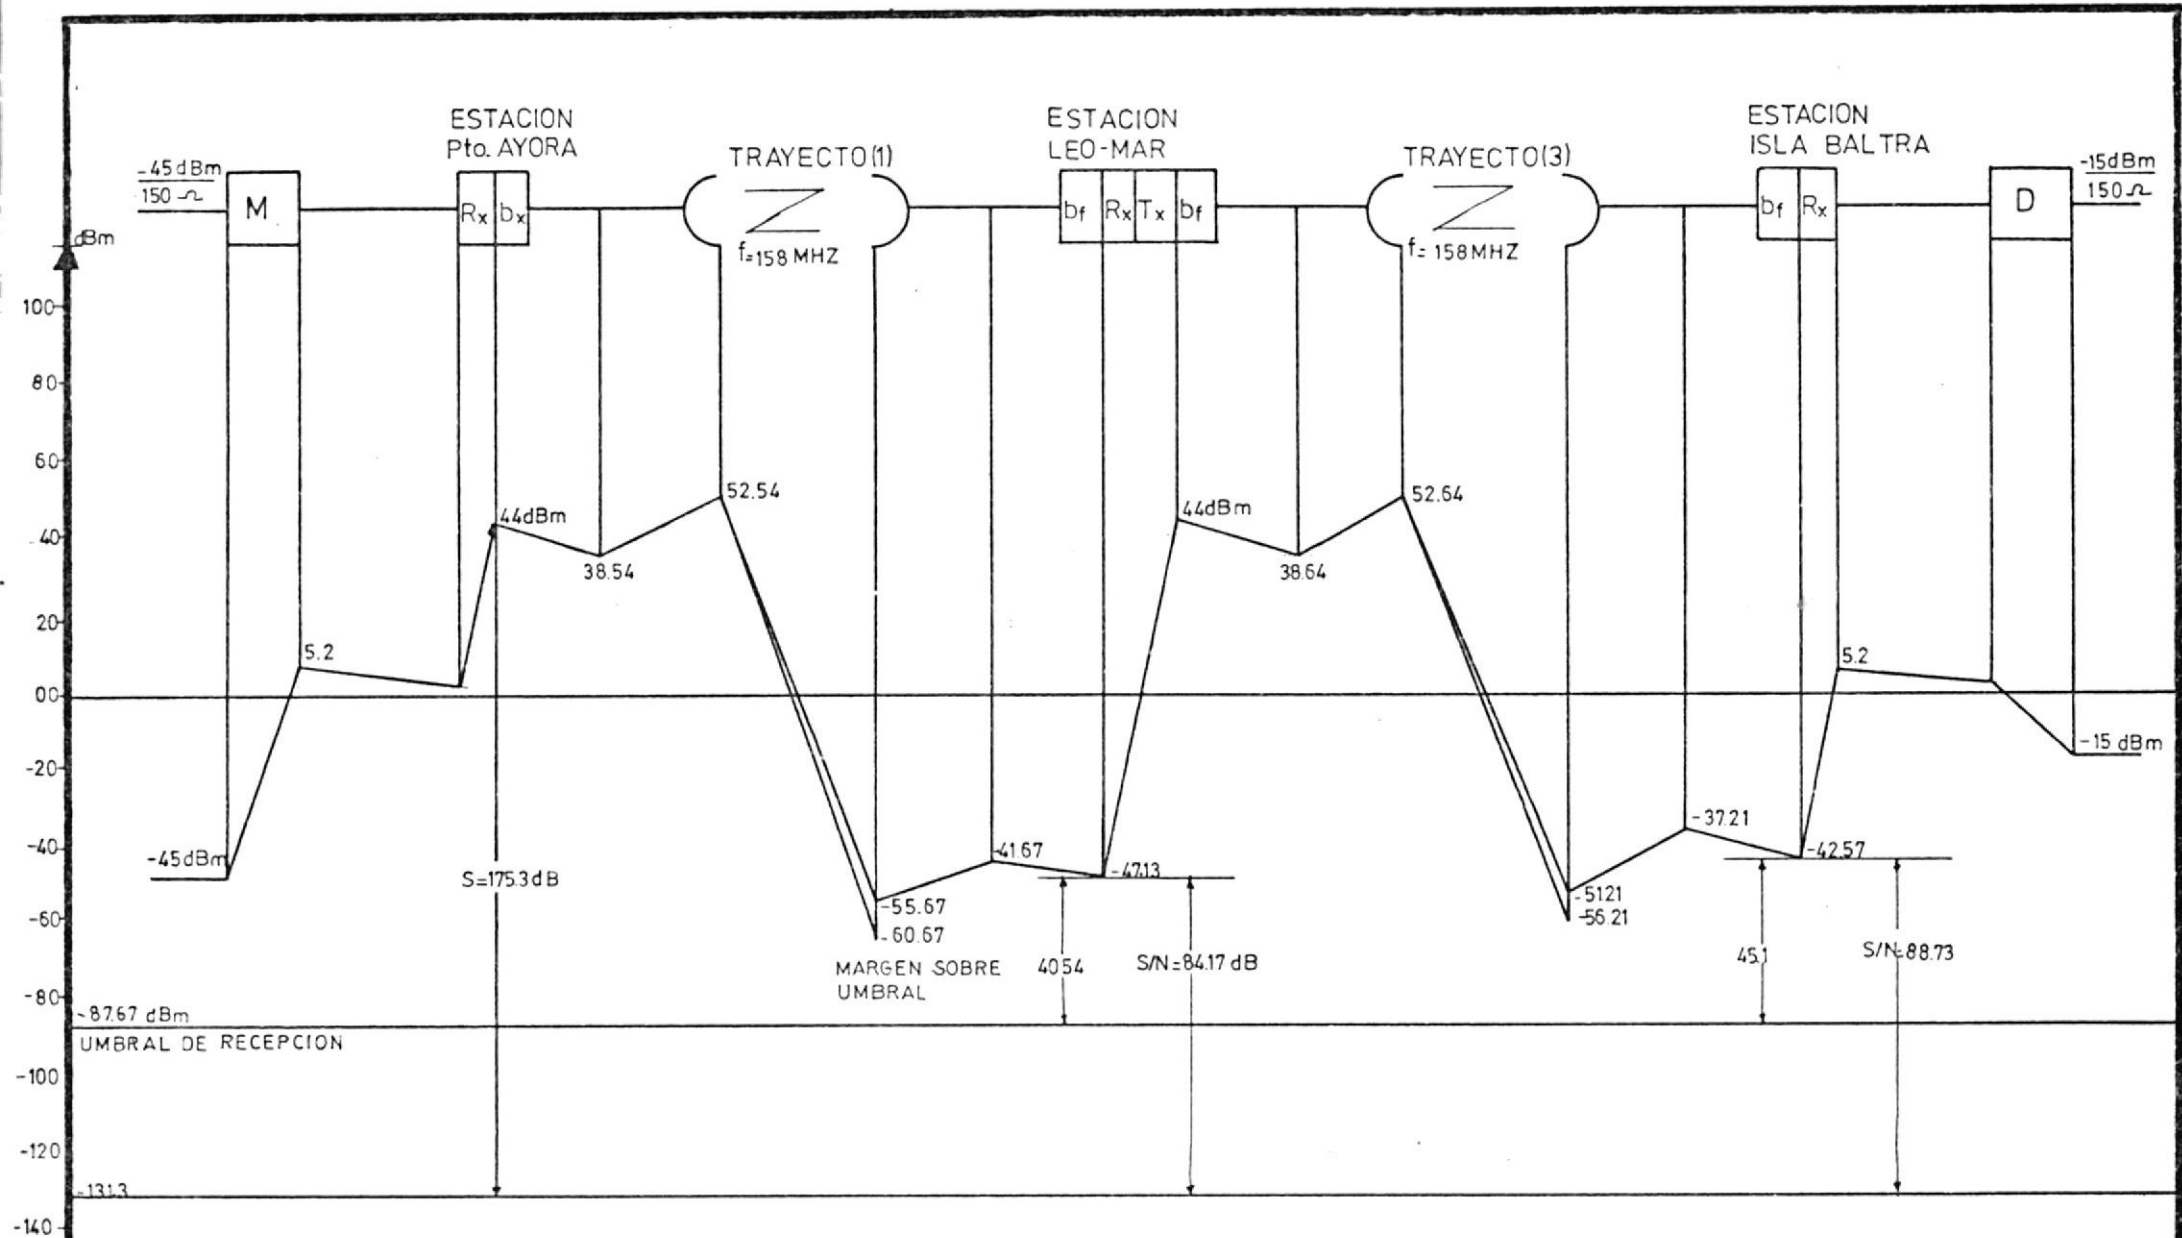 ESTACION
Pto. AYORA
ESTACION
LEO-MAR
ESTACION
ISLA BALTRA
TRAYECTO(1)
TRAYECTO(3)
-45dBm
150 Ω
M
Rx bx
f=158 MHZ
bf Rx Tx bf
f= 158MHZ
bf Rx
D
-15dBm
150 Ω
dBm
100
80
60
40
20
00
-20
-40
-60
-80
-100
-120
-140
52.54
52.64
44dBm
44dBm
38.54
38.64
5.2
5.2
-15 dBm
-37.21
-41.67
-42.57
-45dBm
-47.13
S=175.3dB
-55.67
-60.67
-51.21
-56.21
MARGEN SOBRE
UMBRAL
40.54
S/N=84.17 dB
45.1
S/N=88.73
-87.67 dBm
UMBRAL DE RECEPCION
-131.3